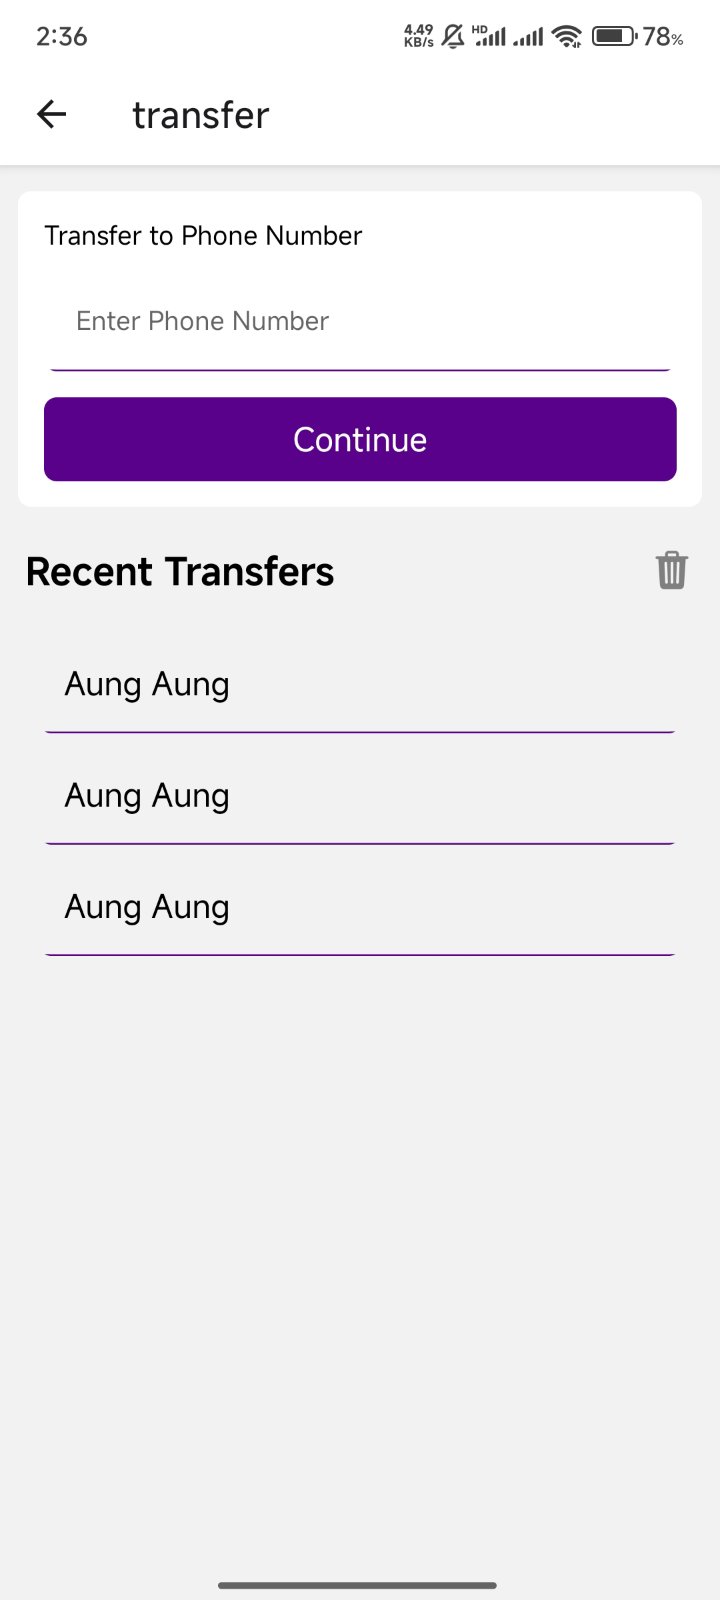 2:36 4.49 KB/s HD 78%
transfer
Transfer to Phone Number
Enter Phone Number
Continue
Recent Transfers
Aung Aung
Aung Aung
Aung Aung